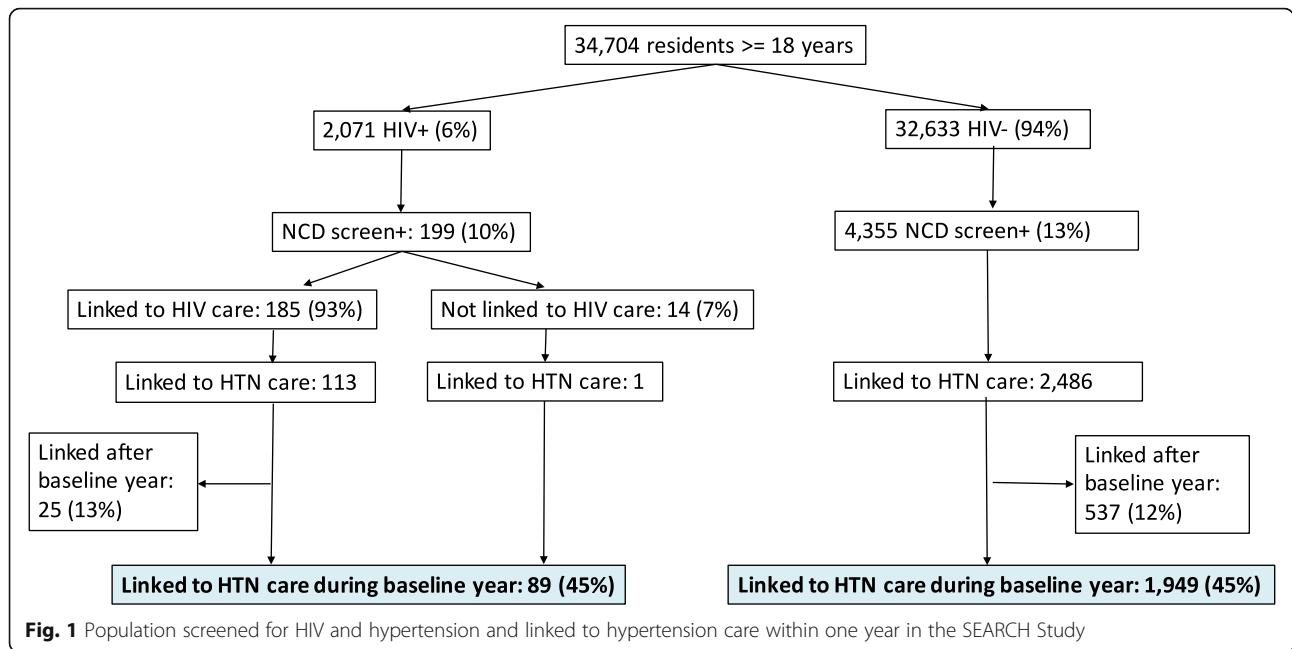 34,704 residents >= 18 years
2,071 HIV+ (6%)
32,633 HIV- (94%)
NCD screen+: 199 (10%)
4,355 NCD screen+ (13%)
Linked to HIV care: 185 (93%)
Not linked to HIV care: 14 (7%)
Linked to HTN care: 113
Linked to HTN care: 1
Linked to HTN care: 2,486
Linked after
baseline year:
25 (13%)
Linked after
baseline year:
537 (12%)
Linked to HTN care during baseline year: 89 (45%)
Linked to HTN care during baseline year: 1,949 (45%)
Fig. 1 Population screened for HIV and hypertension and linked to hypertension care within one year in the SEARCH Study